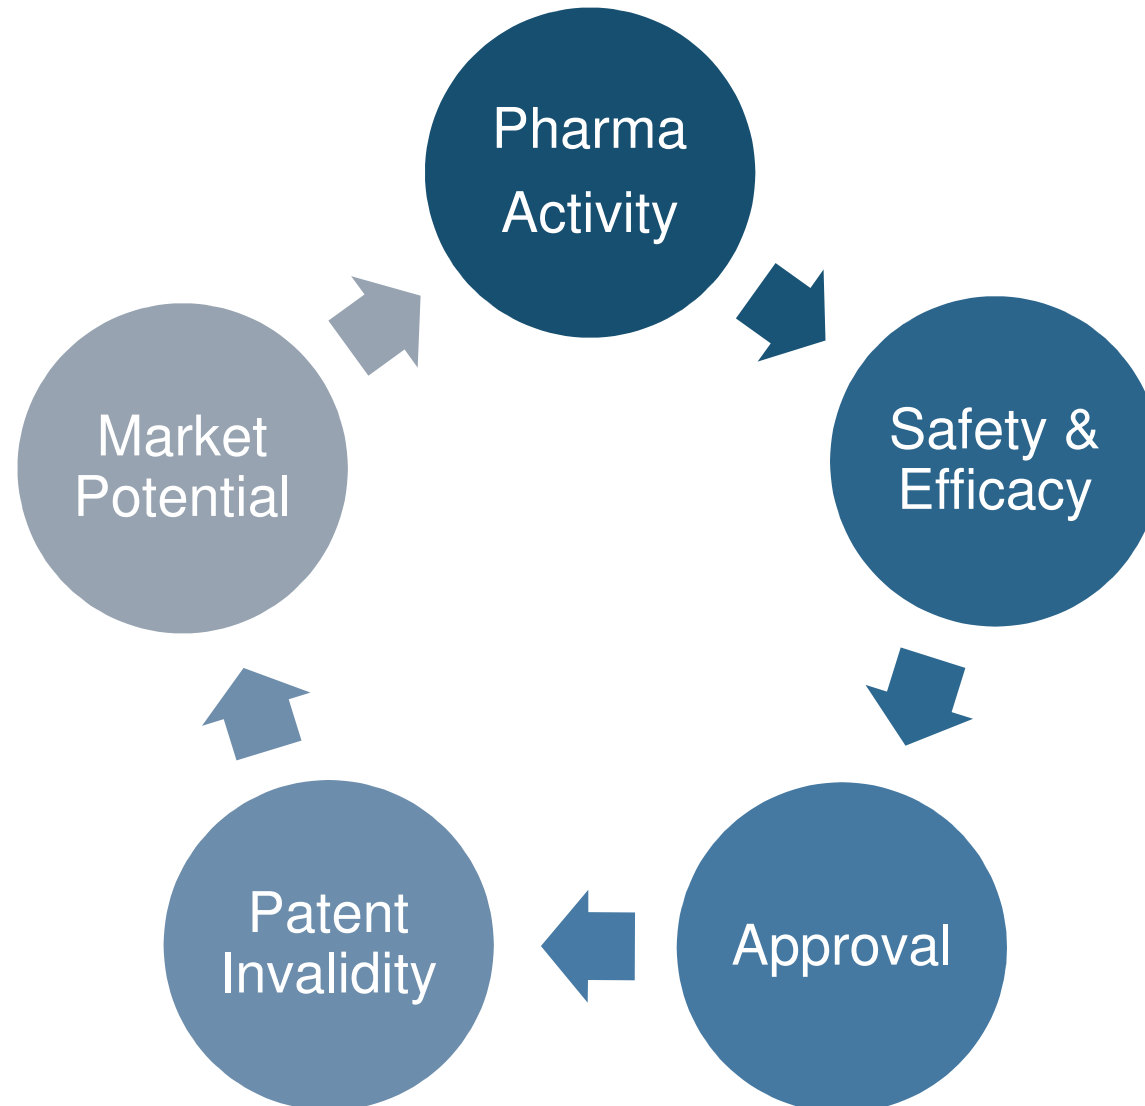 Pharma
Activity
Safety &
Efficacy
Approval
Patent
Invalidity
Market
Potential